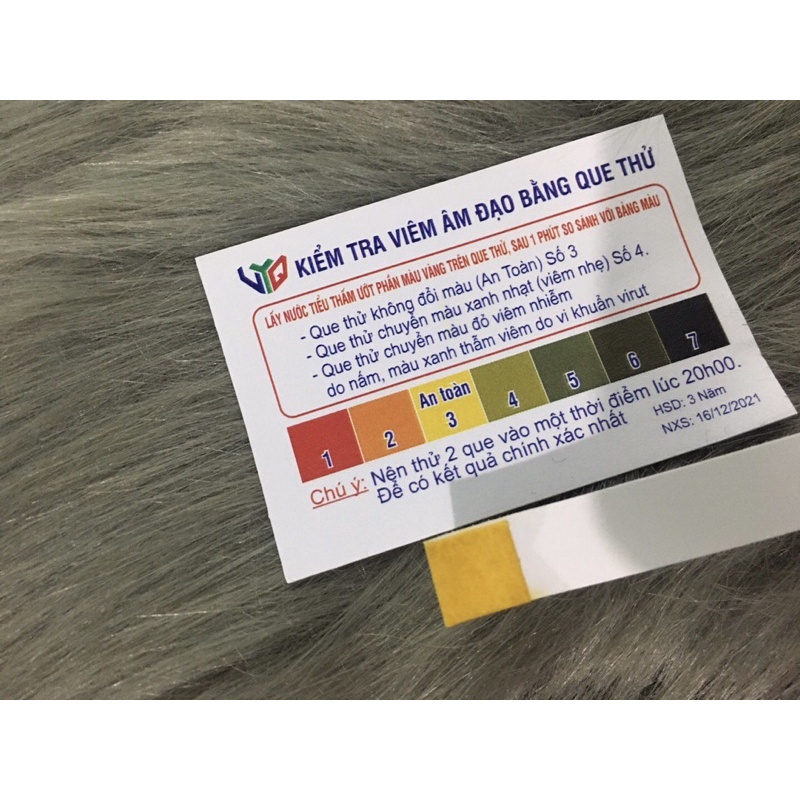 VYQ KIỂM TRA VIÊM ÂM ĐẠO BẰNG QUE THỬ
LẤY NƯỚC TIỂU THẤM ƯỚT PHẦN MÀU VÀNG TRÊN QUE THỬ, SAU 1 PHÚT SO SÁNH VỚI BẢNG MÀU
- Que thử không đổi màu (An Toàn) Số 3
- Que thử chuyển màu xanh nhạt (viêm nhẹ) Số 4.
- Que thử chuyển màu đỏ viêm nhiễm
do nấm, màu xanh thẫm viêm do vi khuẩn virut
An toàn
1 2 3 4 5 6 7
Chú ý: Nên thử 2 que vào một thời điểm lúc 20h00.
Để có kết quả chính xác nhất
HSD: 3 Năm
NXS: 16/12/2021